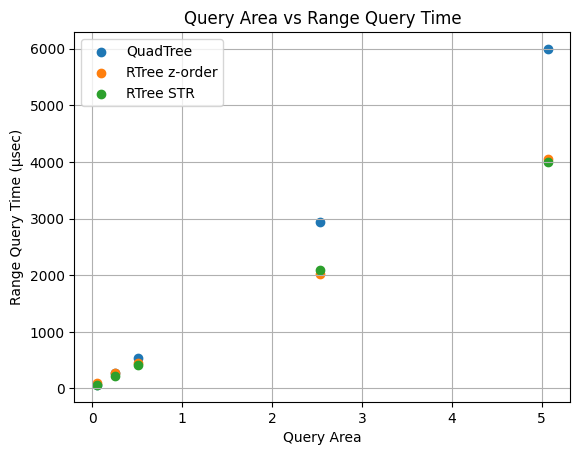 Query Area vs Range Query Time
QuadTree
RTree z-order
RTree STR
Range Query Time (μsec)
6000
5000
4000
3000
2000
1000
0
0 1 2 3 4 5
Query Area